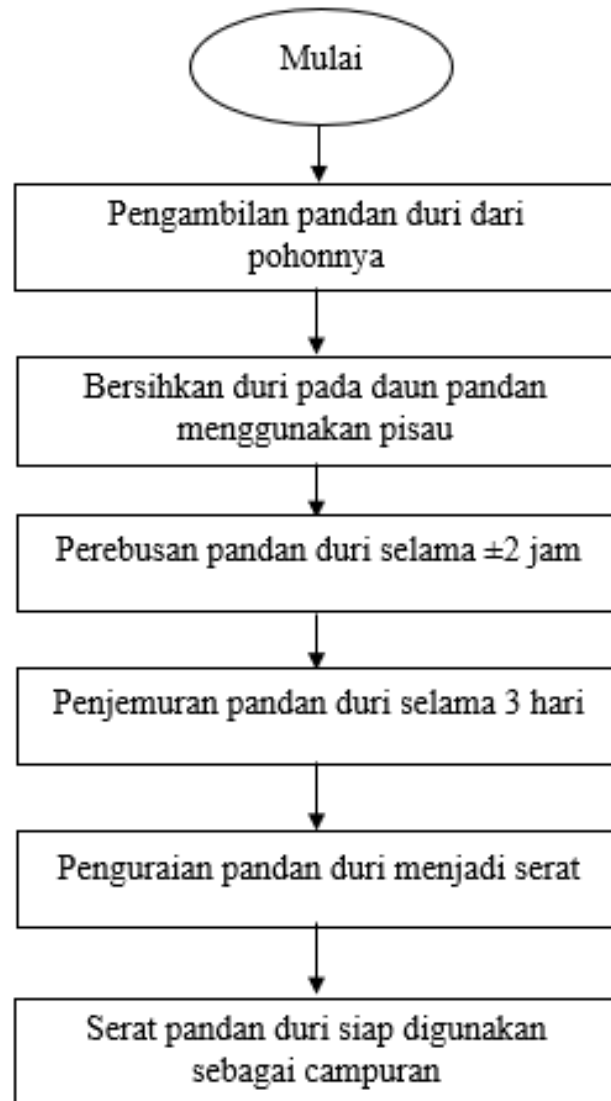 Mulai
Pengambilan pandan duri dari
pohonnya
Bersihkan duri pada daun pandan
menggunakan pisau
Perebusan pandan duri selama ±2 jam
Penjemuran pandan duri selama 3 hari
Penguraian pandan duri menjadi serat
Serat pandan duri siap digunakan
sebagai campuran